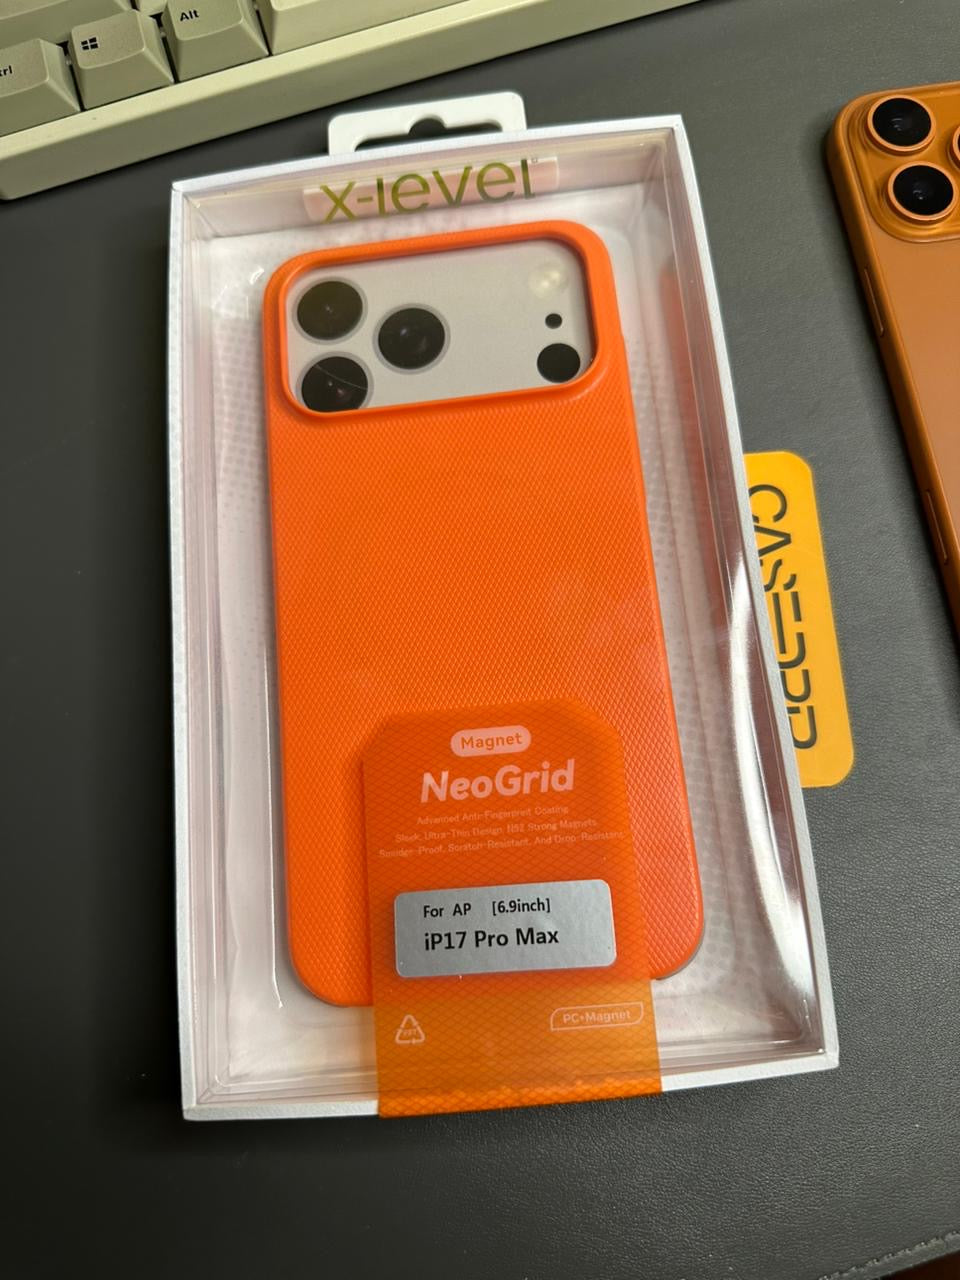 Alt
x-level®
CASEDDD
Magnet
NeoGrid
Advanced Anti-Fingerprint Coating
Sleek, Ultra-Thin Design, N52 Strong Magnets,
Smudge-Proof, Scratch-Resistant, And Drop-Resistant
For AP [6.9inch]
iP17 Pro Max
PC+Magnet